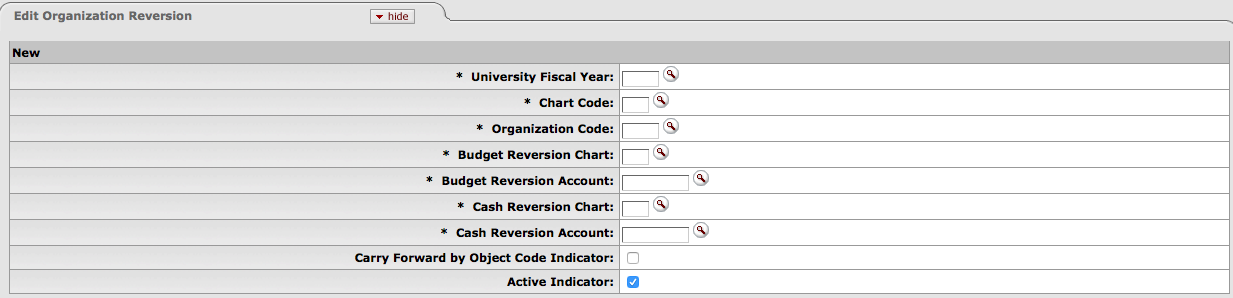 Edit Organization Reversion
hide
New
* University Fiscal Year:
* Chart Code:
* Organization Code:
* Budget Reversion Chart:
* Budget Reversion Account:
* Cash Reversion Chart:
* Cash Reversion Account:
Carry Forward by Object Code Indicator:
Active Indicator: